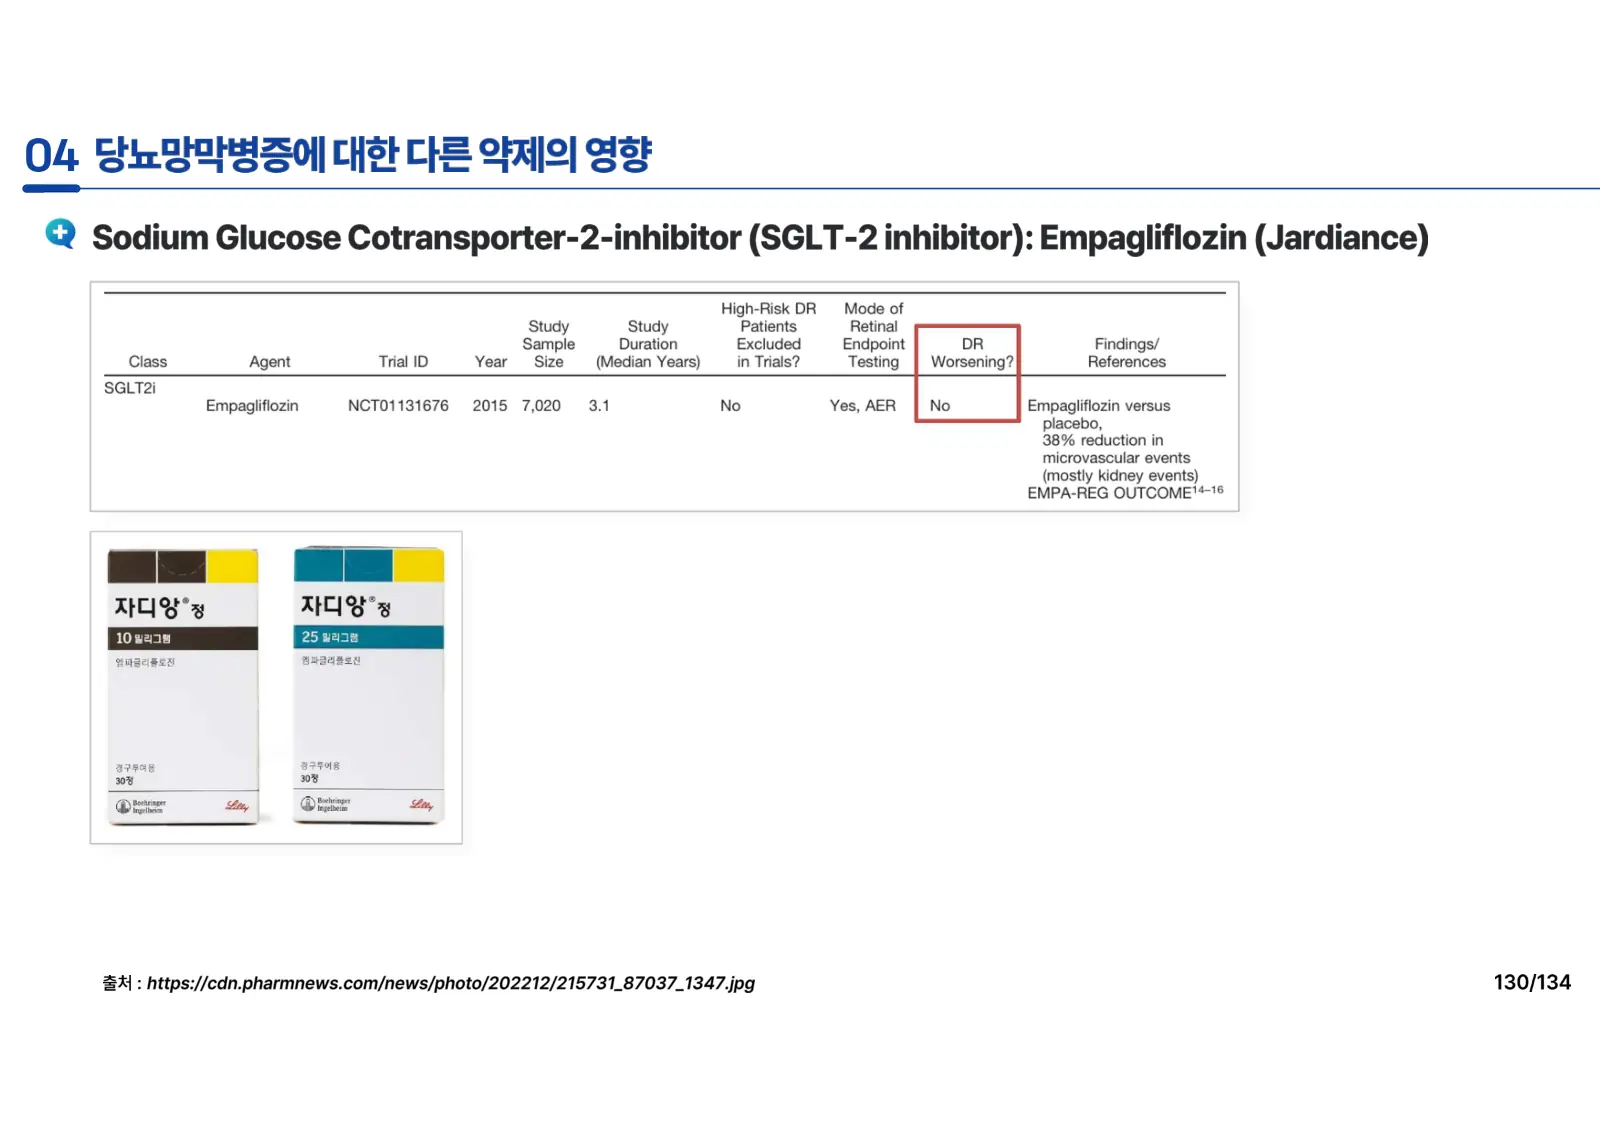 04 당뇨망막병증에 대한 다른 약제의 영향
Sodium Glucose Cotransporter-2-inhibitor (SGLT-2 inhibitor): Empagliflozin (Jardiance)
Class
Agent
Trial ID
Year
Study
Sample
Size
Study
Duration
(Median Years)
High-Risk DR
Patients
Excluded
in Trials?
Mode of
Retinal
Endpoint
Testing
DR
Worsening?
Findings/
References
SGLT2i
Empagliflozin NCT01131676 2015 7,020 3.1 No Yes, AER No Empagliflozin versus
placebo,
38% reduction in
microvascular events
(mostly kidney events)
EMPA-REG OUTCOME14–16
자디앙®정
10 밀리그램
엠파글리플로진
경구투여용
30정
Boehringer
Ingelheim
Lilly
자디앙®정
25 밀리그램
엠파글리플로진
경구투여용
30정
Boehringer
Ingelheim
Lilly
출처 : https://cdn.pharmnews.com/news/photo/202212/215731_87037_1347.jpg
130/134